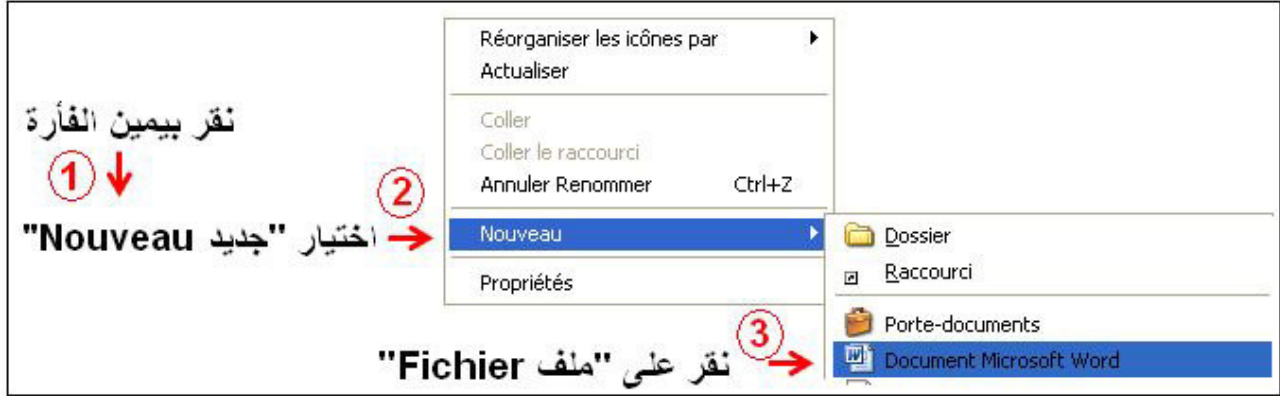 Réorganiser les icônes par
Actualiser
نقر بيمين الفأرة
Coller
Coller le raccourci
1
2
Annuler Renommer Ctrl+Z
اختيار "جديد Nouveau"
Nouveau
Dossier
Raccourci
Propriétés
3
Porte-documents
نقر على "ملف Fichier"
Document Microsoft Word